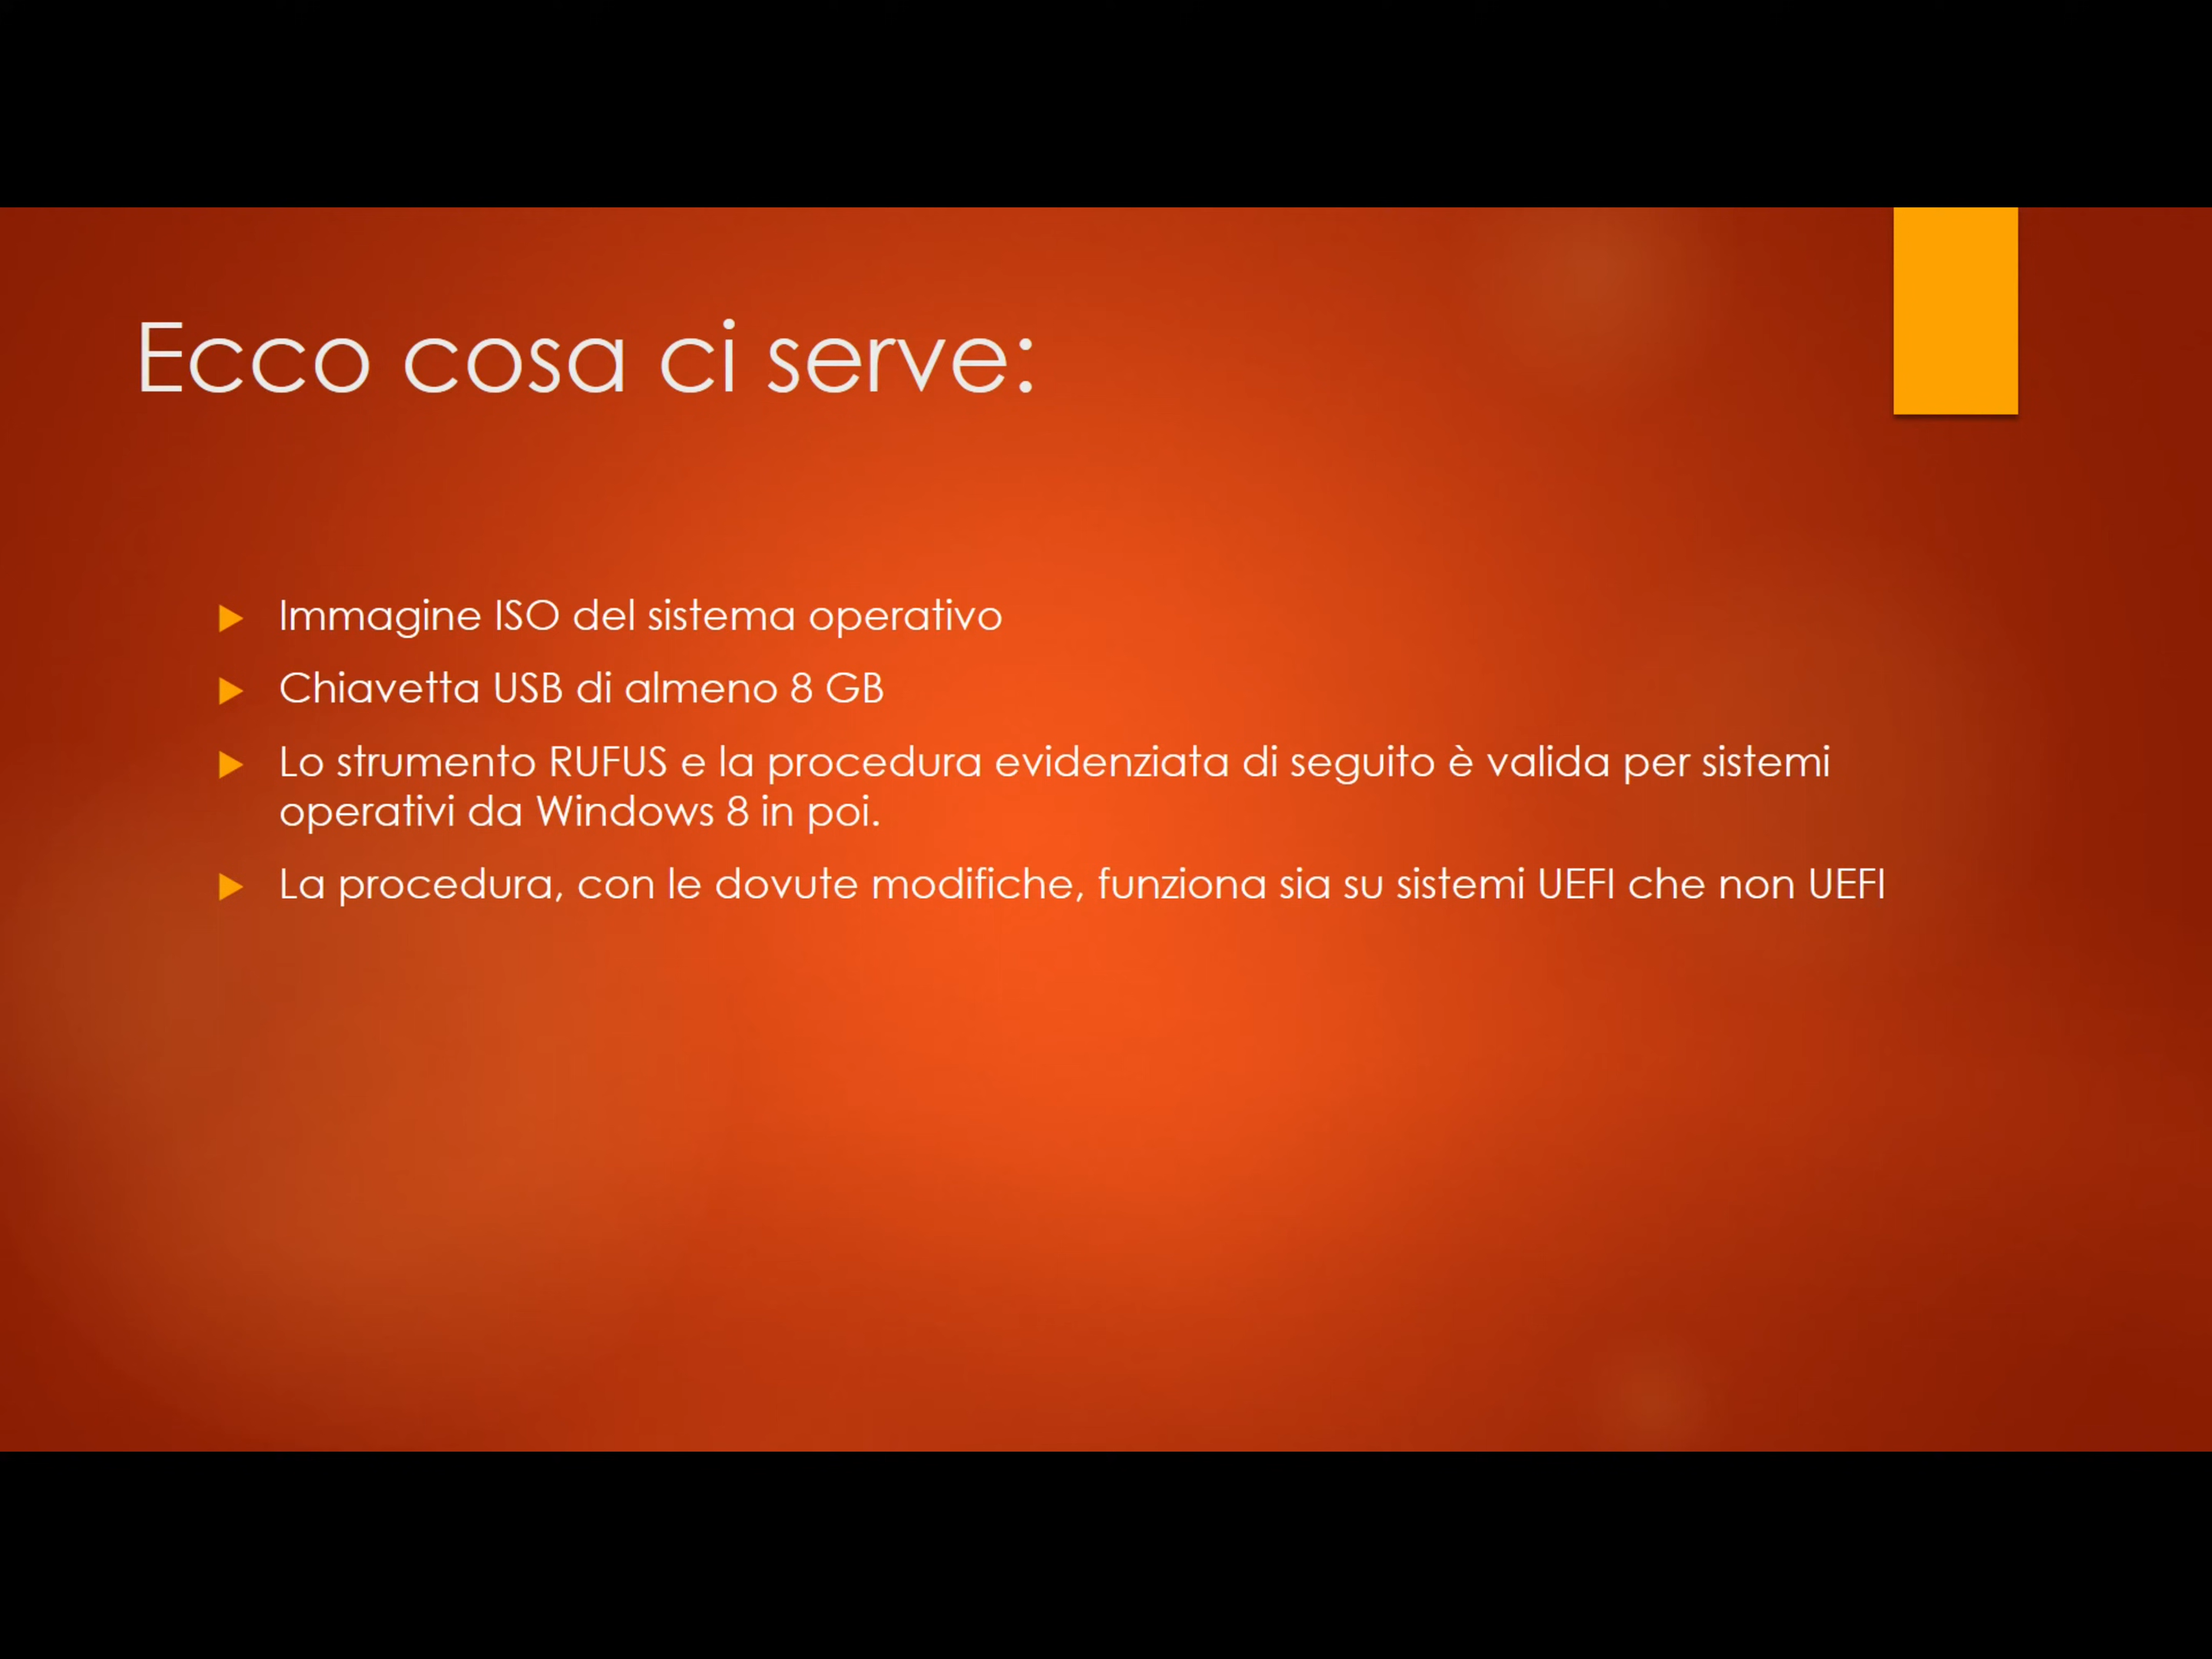 Ecco cosa ci serve:
Immagine ISO del sistema operativo
Chiavetta USB di almeno 8 GB
Lo strumento RUFUS e la procedura evidenziata di seguito è valida per sistemi
operativi da Windows 8 in poi.
La procedura, con le dovute modifiche, funziona sia su sistemi UEFI che non UEFI